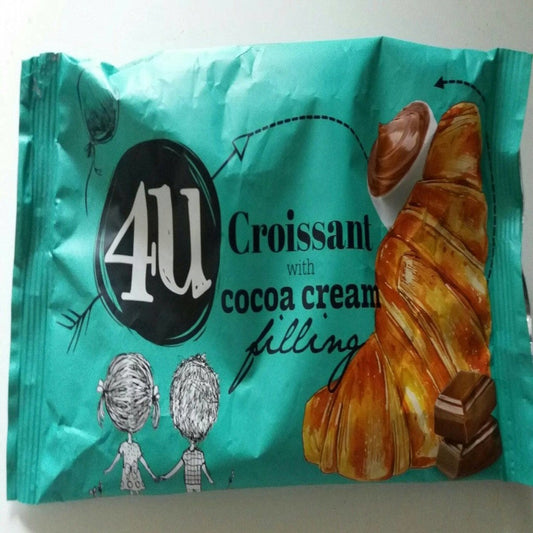 4U
Croissant
with
cocoa cream
filling